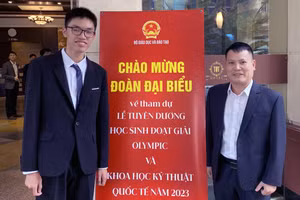 BỘ GIÁO DỤC VÀ ĐÀO TẠO
CHÀO MỪNG
ĐOÀN ĐẠI BIỂU
về tham dự
LỄ TUYÊN DƯƠNG
HỌC SINH ĐOẠT GIẢI
OLYMPIC
VÀ
KHOA HỌC KỸ THUẬT
QUỐC TẾ NĂM 2023